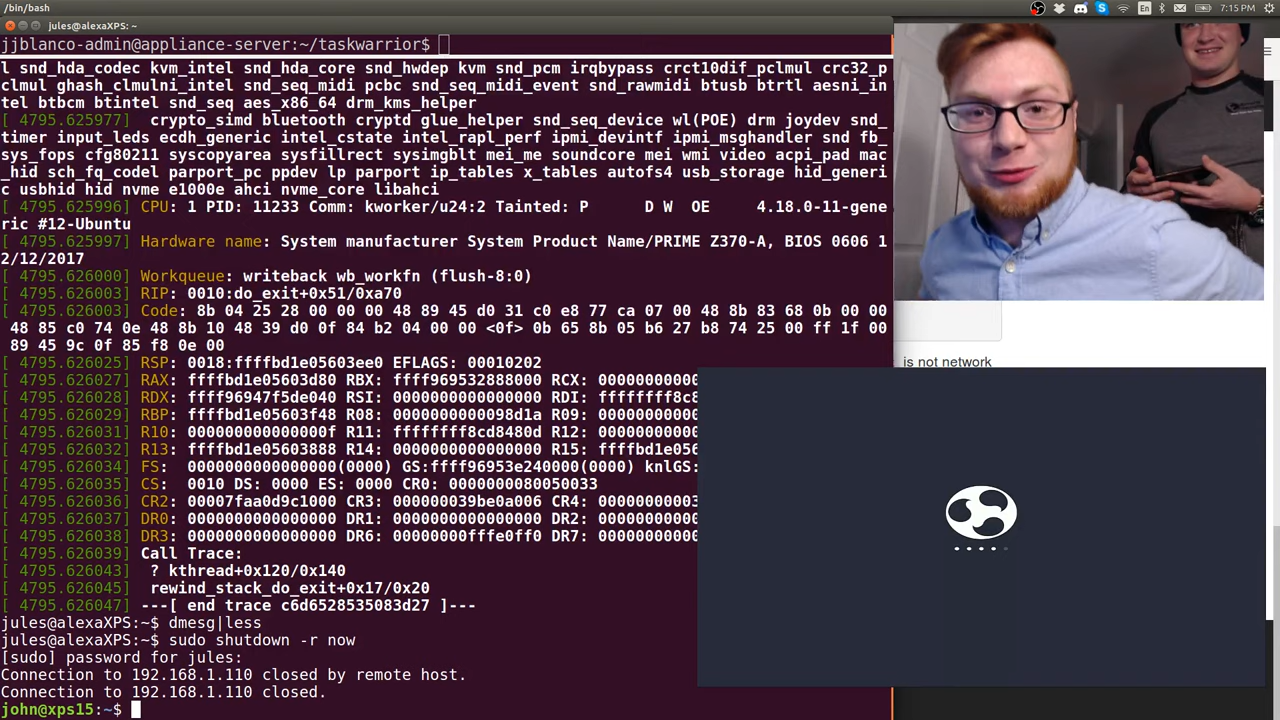 /bin/bash
En
7:15 PM
jules@alexaXPS: ~
jjblanco-admin@appliance-server:~/taskwarrior$
l snd_hda_codec kvm_intel snd_hda_core snd_hwdep kvm snd_pcm irqbypass crct10dif_pclmul crc32_p
clmul ghash_clmulni_intel snd_seq_midi pcbc snd_seq_midi_event snd_rawmidi btusb btrtl aesni_in
tel btbcm btintel snd_seq aes_x86_64 drm_kms_helper
[ 4795.625977]  crypto_simd bluetooth cryptd glue_helper snd_seq_device wl(POE) drm joydev snd_
timer input_leds ecdh_generic intel_cstate intel_rapl_perf ipmi_devintf ipmi_msghandler snd fb_
sys_fops cfg80211 syscopyarea sysfillrect sysimgblt mei_me soundcore mei wmi video acpi_pad mac
_hid sch_fq_codel parport_pc ppdev lp parport ip_tables x_tables autofs4 usb_storage hid_generi
c usbhid hid nvme e1000e ahci nvme_core libahci
[ 4795.625996] CPU: 1 PID: 11233 Comm: kworker/u24:2 Tainted: P      D W  OE     4.18.0-11-gene
ric #12-Ubuntu
[ 4795.625997] Hardware name: System manufacturer System Product Name/PRIME Z370-A, BIOS 0606 1
2/12/2017
[ 4795.626000] Workqueue: writeback wb_workfn (flush-8:0)
[ 4795.626003] RIP: 0010:do_exit+0x51/0xa70
[ 4795.626003] Code: 8b 04 25 28 00 00 00 48 89 45 d0 31 c0 e8 77 ca 07 00 48 8b 83 68 0b 00 00
 48 85 c0 74 0e 48 8b 10 48 39 d0 0f 84 b2 04 00 00 <0f> 0b 65 8b 05 b6 27 b8 74 25 00 ff 1f 00
 89 45 9c 0f 85 f8 0e 00
[ 4795.626025] RSP: 0018:ffffbd1e05603ee0 EFLAGS: 00010202
[ 4795.626027] RAX: ffffbd1e05603d80 RBX: ffff969532888000 RCX: 00000000000
[ 4795.626029] RDX: ffff96947f5de040 RSI: 0000000000000000 RDI: ffffffff8c8
[ 4795.626029] RBP: ffffbd1e05603f48 R08: 0000000000098d1a R09: 00000000000
[ 4795.626031] R10: 000000000000000f R11: ffffffff8cd8480d R12: 00000000000
[ 4795.626032] R13: ffffbd1e05603888 R14: 0000000000000000 R15: ffffbd1e056
[ 4795.626034] FS:  0000000000000000(0000) GS:ffff96953e240000(0000) knlGS:
[ 4795.626035] CS:  0010 DS: 0000 ES: 0000 CR0: 0000000080050033
[ 4795.626036] CR2: 00007faa0d9c1000 CR3: 000000039be0a006 CR4: 00000000003
[ 4795.626037] DR0: 0000000000000000 DR1: 0000000000000000 DR2: 00000000000
[ 4795.626038] DR3: 0000000000000000 DR6: 00000000fffe0ff0 DR7: 00000000000
[ 4795.626039] Call Trace:
[ 4795.626043]  ? kthread+0x120/0x140
[ 4795.626045]  rewind_stack_do_exit+0x17/0x20
[ 4795.626047] ---[ end trace c6d6528535083d27 ]---
jules@alexaXPS:~$ dmesg|less
jules@alexaXPS:~$ sudo shutdown -r now
[sudo] password for jules:
Connection to 192.168.1.110 closed by remote host.
Connection to 192.168.1.110 closed.
john@xps15:~$
is not network